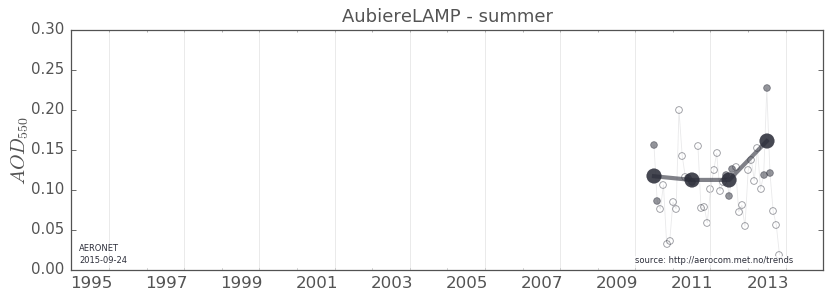 AubiereLAMP - summer
0.30
0.25
0.20
0.15
0.10
0.05
0.00
AOD550
AERONET
2015-09-24
source: http://aerocom.met.no/trends
1995 1997 1999 2001 2003 2005 2007 2009 2011 2013